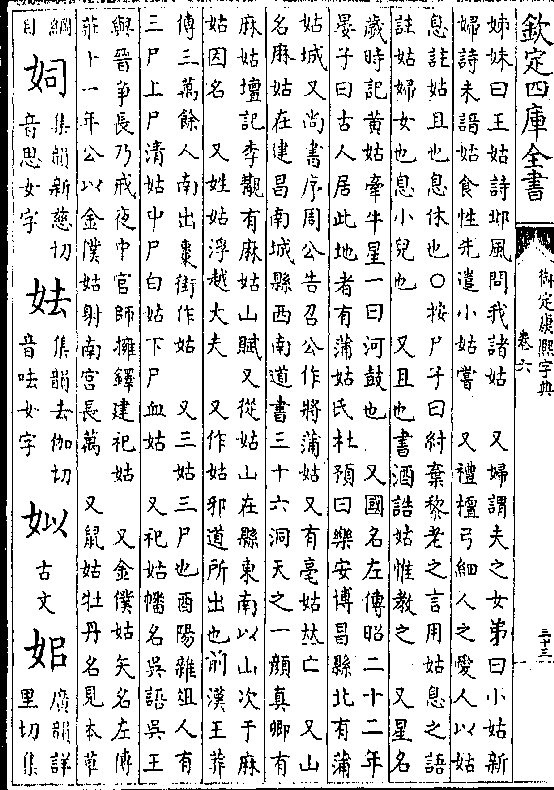 欽定四庫全書
御定康熙字典
卷六
二十三
姊妹曰王姑詩邶風問我諸姑　又婦謂夫之女弟曰小姑新
婦詩未諳姑食性先遣小姑嘗　又禮檀弓細人之愛人以姑
息註姑且也息休也○按尸子曰紂棄黎老之言用姑息之語
註姑婦女也息小兒也　又且也書酒誥姑惟教之　又星名
歲時記黃姑牽牛星一曰河鼓也　又國名左傳昭二十二年
晏子曰古人居此地者有蒲姑氏杜預曰樂安博昌縣北有蒲
姑城又尚書序周公告召公作將蒲姑又有亳姑㷊亡　又山
名麻姑在建昌南城縣西南道書三十六洞天之一顔真卿有
麻姑壇記李觀有麻姑山賦又從姑山在縣東南以山次于麻
姑因名　又姓姑浮越大夫　又作姑邪道所出也前漢王莽
傳三萬餘人南出棗街作姑　又三姑三尸也酉陽雜俎人有
三尸上尸清姑中尸白姑下尸血姑　又祀姑幡名吳語吳王
與晉爭長乃戒夜中官師擁鐸建祀姑　又金僕姑矢名左傳
莊十一年公以金僕姑射南宫長萬　又鼠姑牡丹名見本草
綱目　㚸集韻新慈切音思女字　㚢集韻去伽切音呿女字　㚶古文　㚻廣韻詳里切集